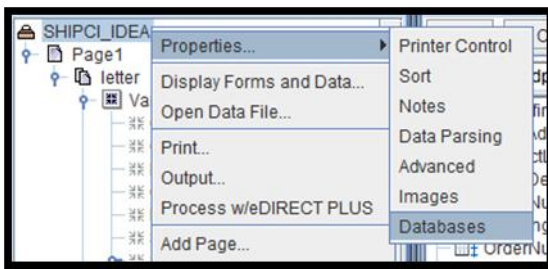 SHIPCI_IDEA
Page1
letter
Va
Properties...
Display Forms and Data...
Open Data File...
Print...
Output...
Process w/eDIRECT PLUS
Add Page...
Printer Control
Sort
Notes
Data Parsing
Advanced
Images
Databases
OrderNu